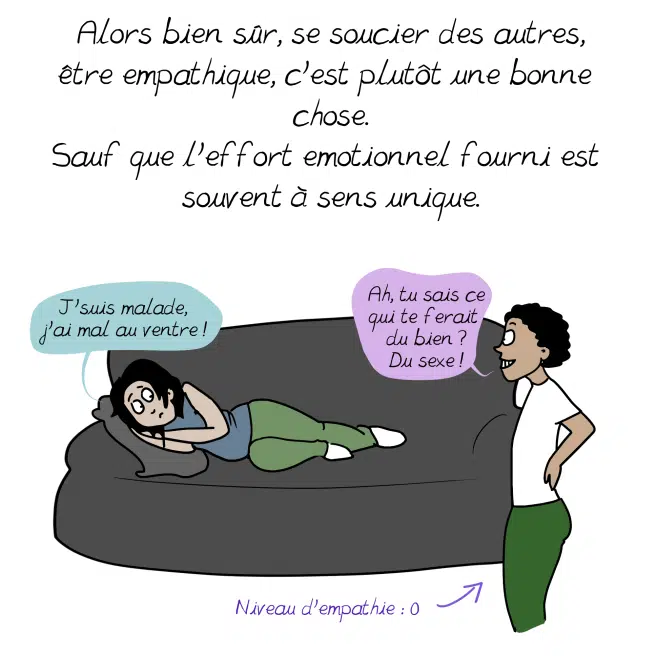 Alors bien sûr, se soucier des autres,
être empathique, c'est plutôt une bonne
chose.
Sauf que l'effort emotionnel fourni est
souvent à sens unique.
J'suis malade,
j'ai mal au ventre !
Ah, tu sais ce
qui te ferait
du bien ?
Du sexe !
Niveau d'empathie : 0